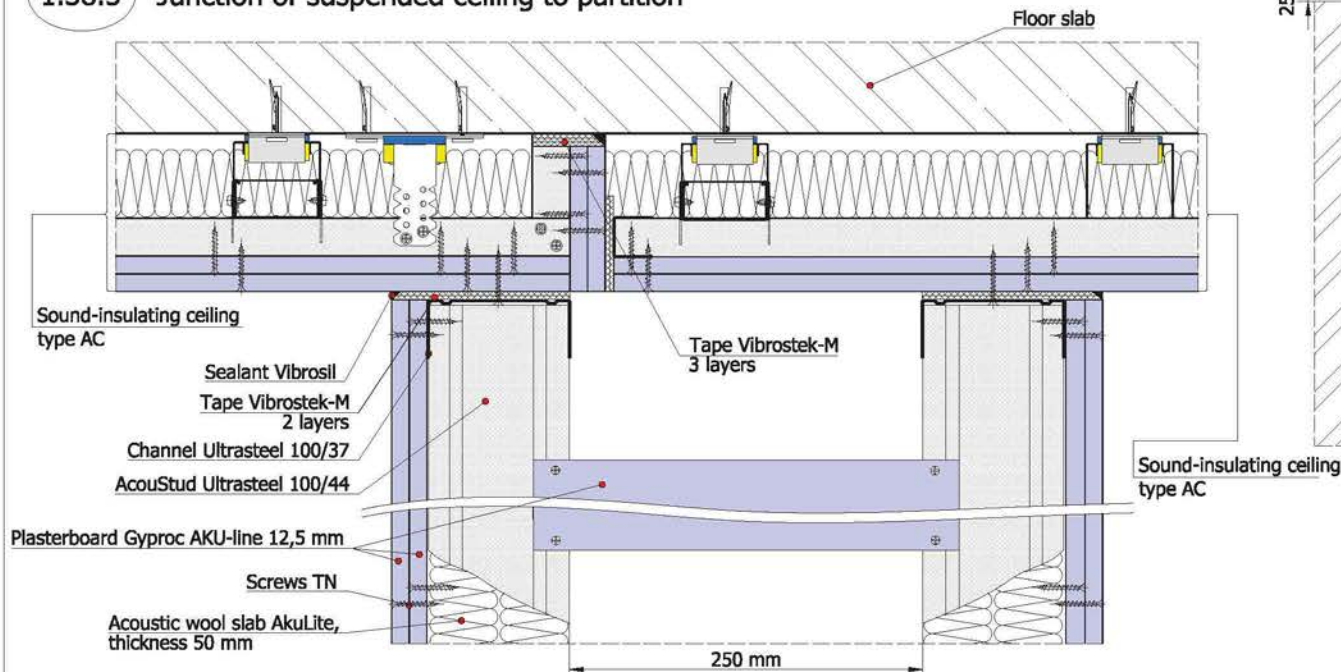 Junction of suspended ceiling to partition
Floor slab
Sound-insulating ceiling
type AC
Sealant Vibrosil
Tape Vibrostek-M
2 layers
Channel Ultrasteel 100/37
AcouStud Ultrasteel 100/44
Plasterboard Gyproc AKU-line 12,5 mm
Screws TN
Acoustic wool slab AkuLite,
thickness 50 mm
Tape Vibrostek-M
3 layers
Sound-insulating ceiling
type AC
250 mm